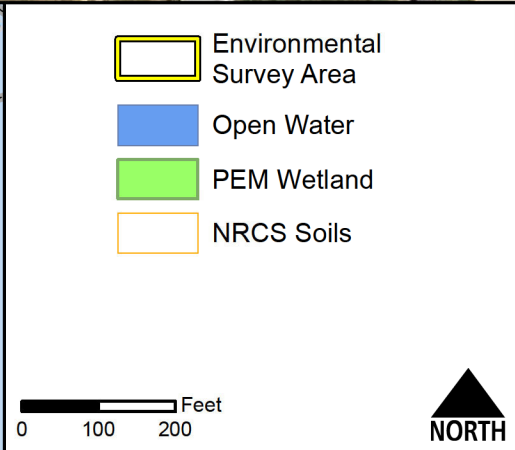 Environmental
Survey Area
Open Water
PEM Wetland
NRCS Soils
Feet
0 100 200
NORTH